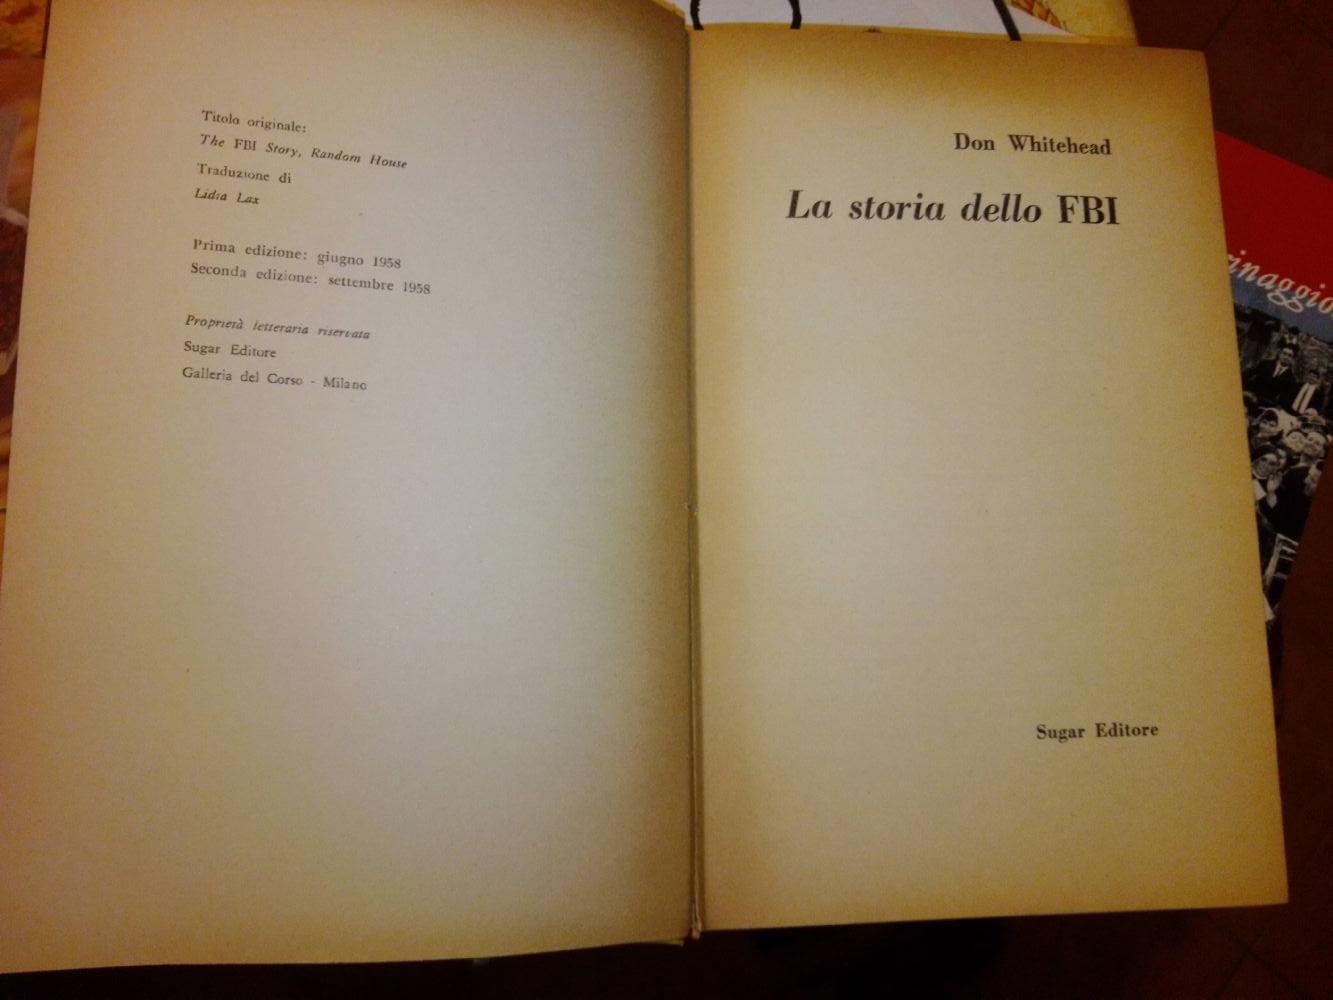 Titolo originale:
The FBI Story, Random House
Traduzione di
Lidia Lax
Prima edizione: giugno 1958
Seconda edizione: settembre 1958
Proprietà letteraria riservata
Sugar Editore
Galleria del Corso - Milano
Don Whitehead
La storia dello FBI
Sugar Editore